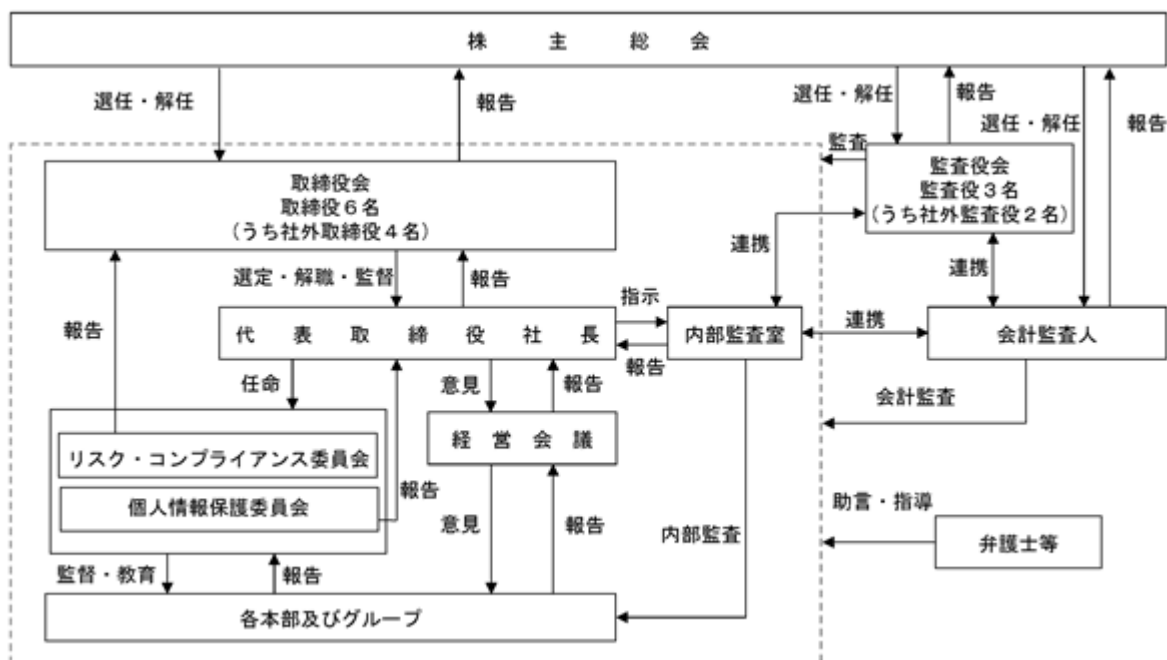 株主総会
選任・解任
報告
選任・解任
報告
選任・解任
報告
監査
取締役会
取締役6名
(うち社外取締役4名)
監査役会
監査役3名
(うち社外監査役2名)
連携
連携
選定・解職・監督
報告
報告
指示
代表取締役社長
報告
内部監査室
連携
会計監査人
任命
意見
報告
会計監査
リスク・コンプライアンス委員会
経営会議
個人情報保護委員会
報告
意見
報告
内部監査
助言・指導
弁護士等
監督・教育
報告
各本部及びグループ